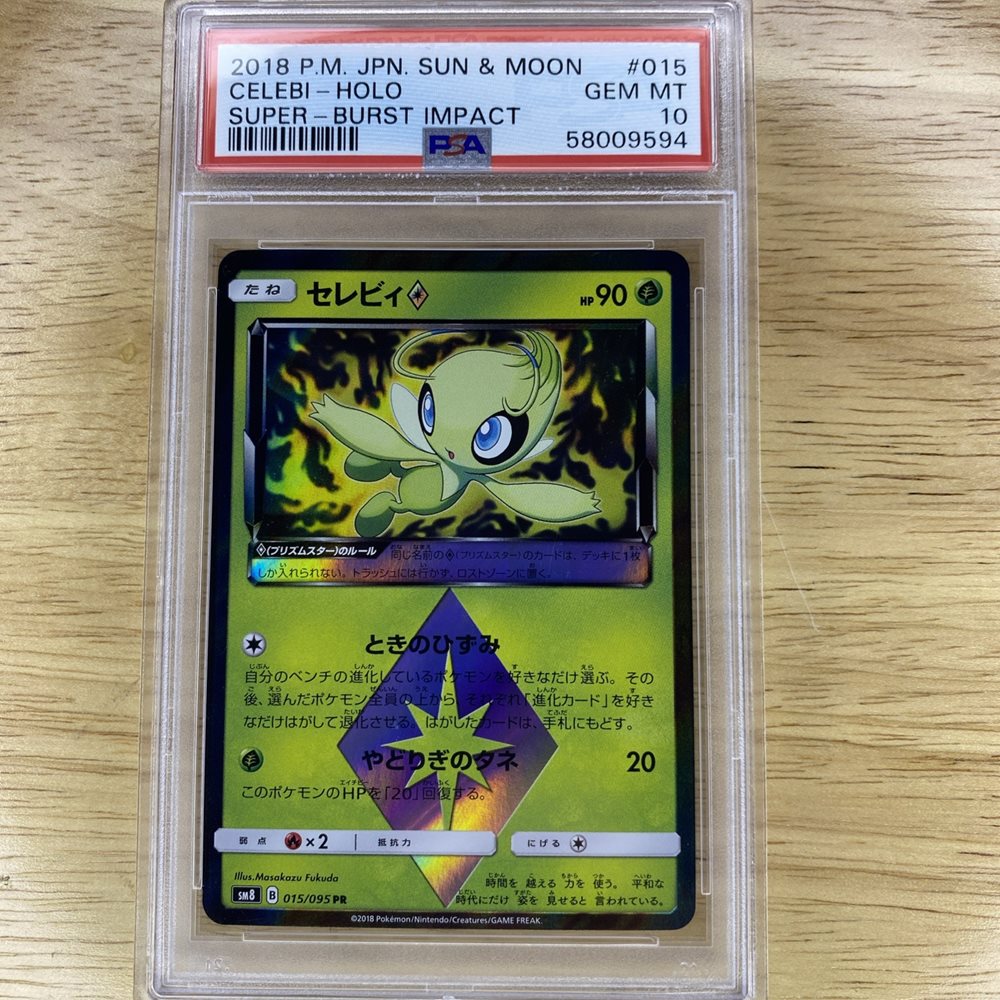 2018 P.M. JPN. SUN & MOON #015
CELEBI - HOLO GEM MT
SUPER - BURST IMPACT 10
PSA 58009594
たね セレビィ HP 90
(プリズムスター)のルール 同じ名前の(プリズムスター)のカードは、デッキに1枚
しか入れられない。トラッシュには行かず、ロストゾーンに置く。
ときのひずみ
自分のベンチの進化しているポケモンを好きなだけ選ぶ。その
後、選んだポケモン全員の上から、それぞれ「進化カード」を好き
なだけはがして退化させる。はがしたカードは、手札にもどす。
やどりぎのタネ 20
このポケモンのHPを「20」回復する。
弱点 ×2 抵抗力 にげる
Illus.Masakazu Fukuda
時間を 越える 力を 使う。 平和な
時代にだけ 姿を 見せると 言われている。
SM8 B 015/095 PR
©2018 Pokémon/Nintendo/Creatures/GAME FREAK.